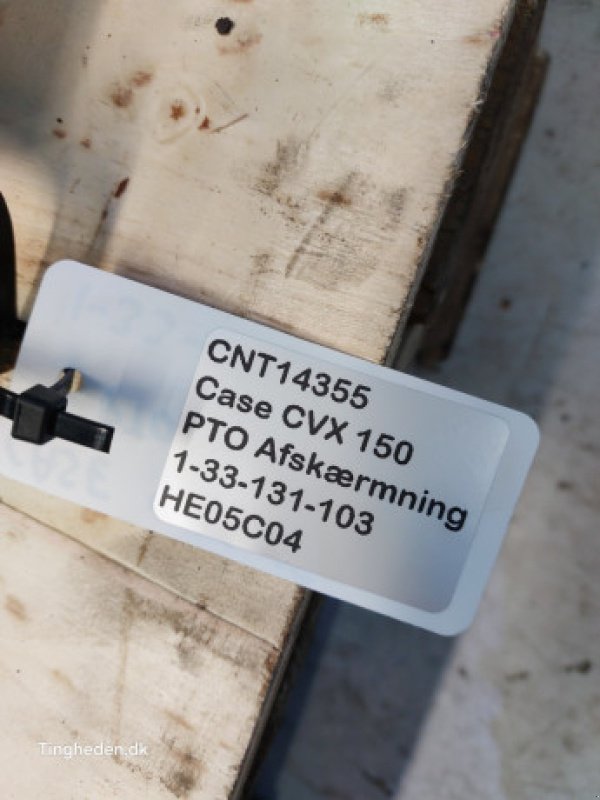 CNT14355
Case CVX 150
PTO Afskærmning
1-33-131-103
HE05C04
Tingheden.dk